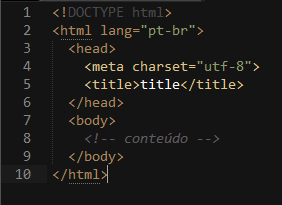 1 <!DOCTYPE html>
2 <html lang="pt-br">
3 <head>
4 <meta charset="utf-8">
5 <title>title</title>
6 </head>
7 <body>
8 <!-- conteúdo -->
9 </body>
10 </html>